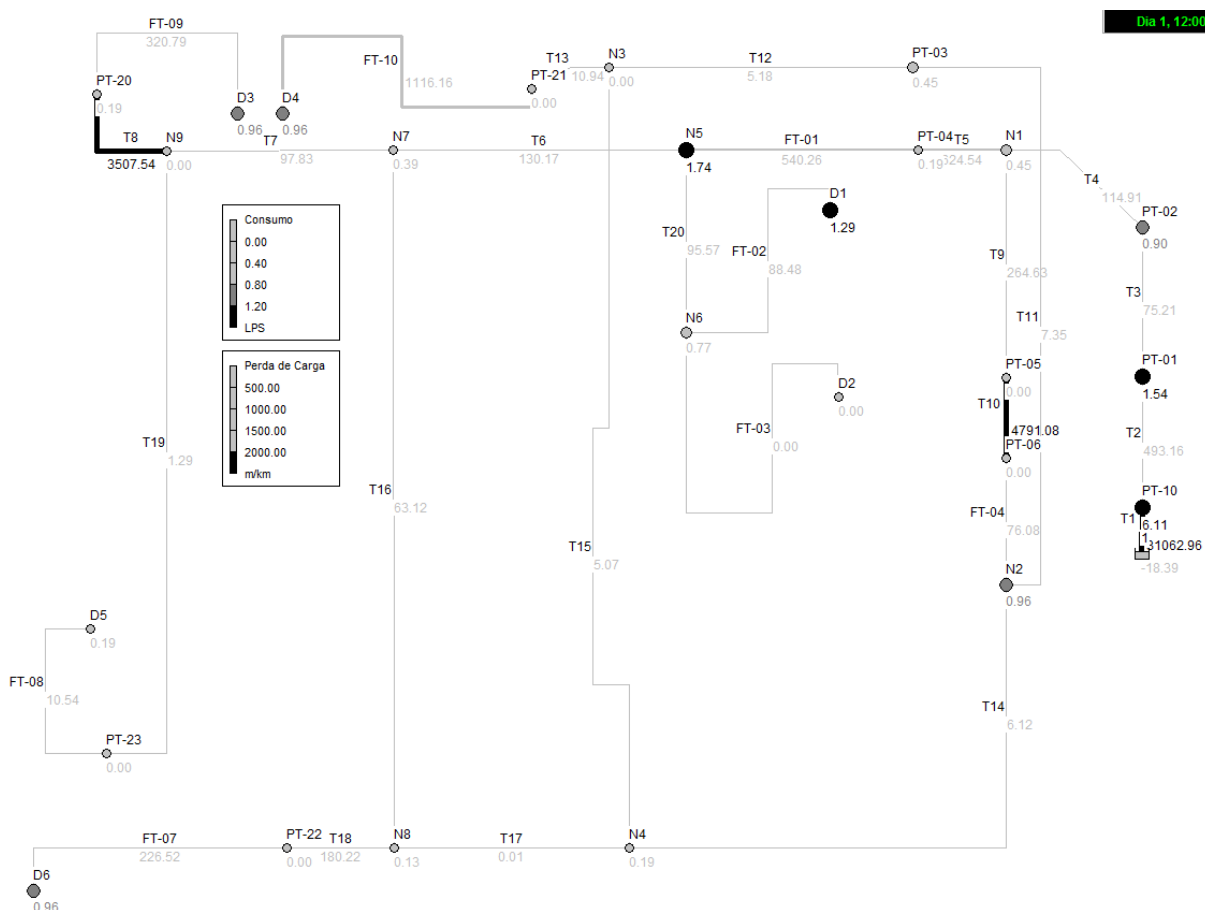 Dia 1, 12:00
FT-09
320.79
FT-10
1116.16
T13
10.94
N3
0.00
T12
5.18
PT-03
0.45
PT-20
0.19
PT-21
0.00
D3
0.96
D4
0.96
T8
3507.54
N9
0.00
T7
97.83
N7
0.39
T6
130.17
N5
1.74
FT-01
540.26
PT-04
0.19
T5
324.54
N1
0.45
T4
114.91
PT-02
0.90
D1
1.29
T20
95.57
FT-02
88.48
Consumo
0.00
0.40
0.80
1.20
LPS
T9
264.63
T3
75.21
T11
7.35
N6
0.77
Perda de Carga
500.00
1000.00
1500.00
2000.00
m/km
PT-05
0.00
PT-01
1.54
D2
0.00
T10
4791.08
FT-03
0.00
T19
1.29
T2
493.16
PT-06
0.00
T16
63.12
FT-04
76.08
PT-10
6.11
T1
1
31062.96
-18.39
T15
5.07
N2
0.96
D5
0.19
FT-08
10.54
T14
6.12
PT-23
0.00
FT-07
226.52
PT-22
0.00
T18
180.22
N8
0.13
T17
0.01
N4
0.19
D6
0.96